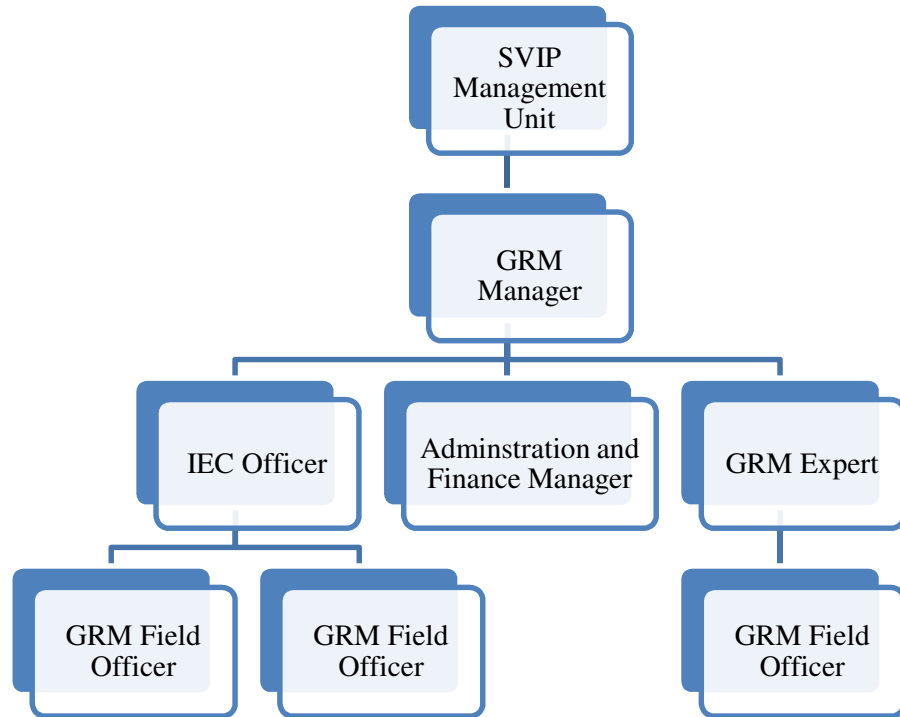 SVIP
Management
Unit
GRM
Manager
IEC Officer
Adminstration and
Finance Manager
GRM Expert
GRM Field
Officer
GRM Field
Officer
GRM Field
Officer